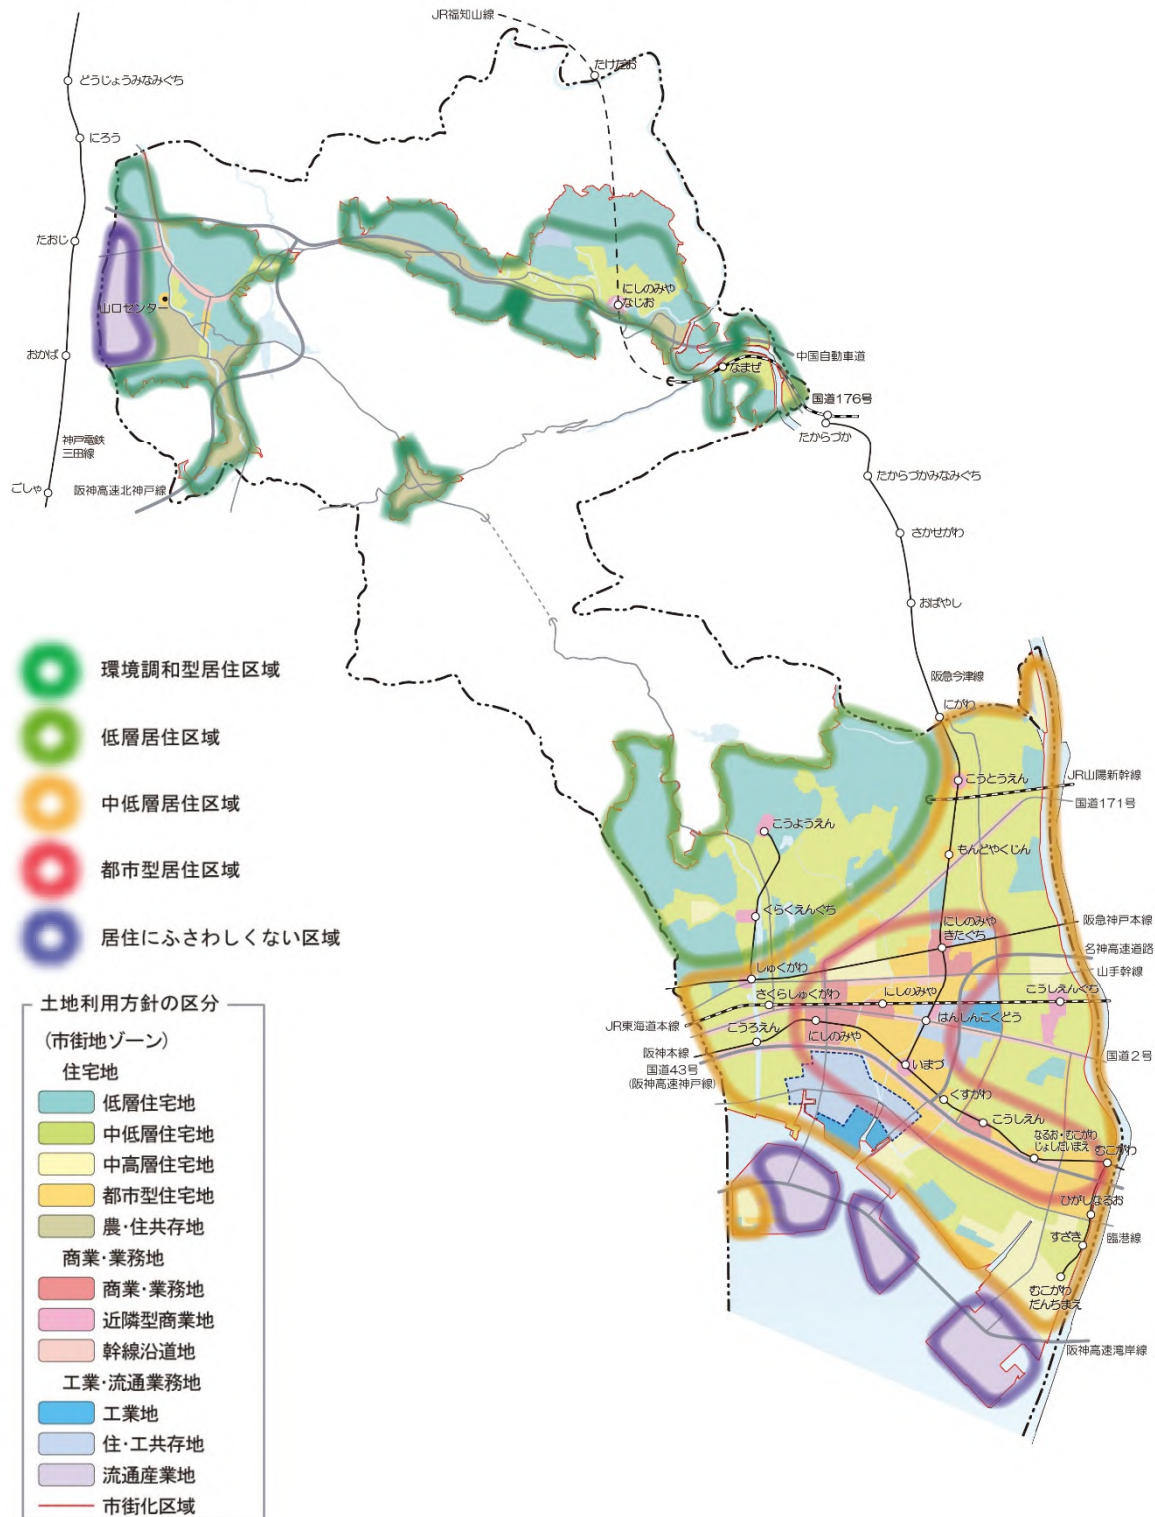 JR福知山線
たけだお
どうじょうみなみぐち
にろう
たおじ
山口センター
にしのみや
なじお
おかば
中国自動車道
なまぜ
国道176号
たからづか
神戸電鉄
三田線
ごしゃ
阪神高速北神戸線
たからづかみなみぐち
さかせがわ
おばやし
環境調和型居住区域
低層居住区域
中低層居住区域
都市型居住区域
居住にふさわしくない区域
阪急今津線
にがわ
JR山陽新幹線
こうとうえん
国道171号
こうようえん
もんどやくじん
くらくえんぐち
にしのみや
きたぐち
阪急神戸本線
名神高速道路
しゅくがわ
山手幹線
さくらしゅくがわ
にしのみや
こうしえんぐち
JR東海道本線
こうろえん
にしのみや
はんしんこくどう
阪神本線
国道43号
(阪神高速神戸線)
国道2号
いまづ
くすがわ
こうしえん
なるお・むこがわ
じょしだいまえ
むこがわ
ひがしなるお
すざき
臨港線
むこがわ
だんちまえ
阪神高速湾岸線
土地利用方針の区分
(市街地ゾーン)
住宅地
低層住宅地
中低層住宅地
中高層住宅地
都市型住宅地
農・住共存地
商業・業務地
商業・業務地
近隣型商業地
幹線沿道地
工業・流通業務地
工業地
住・工共存地
流通産業地
市街化区域